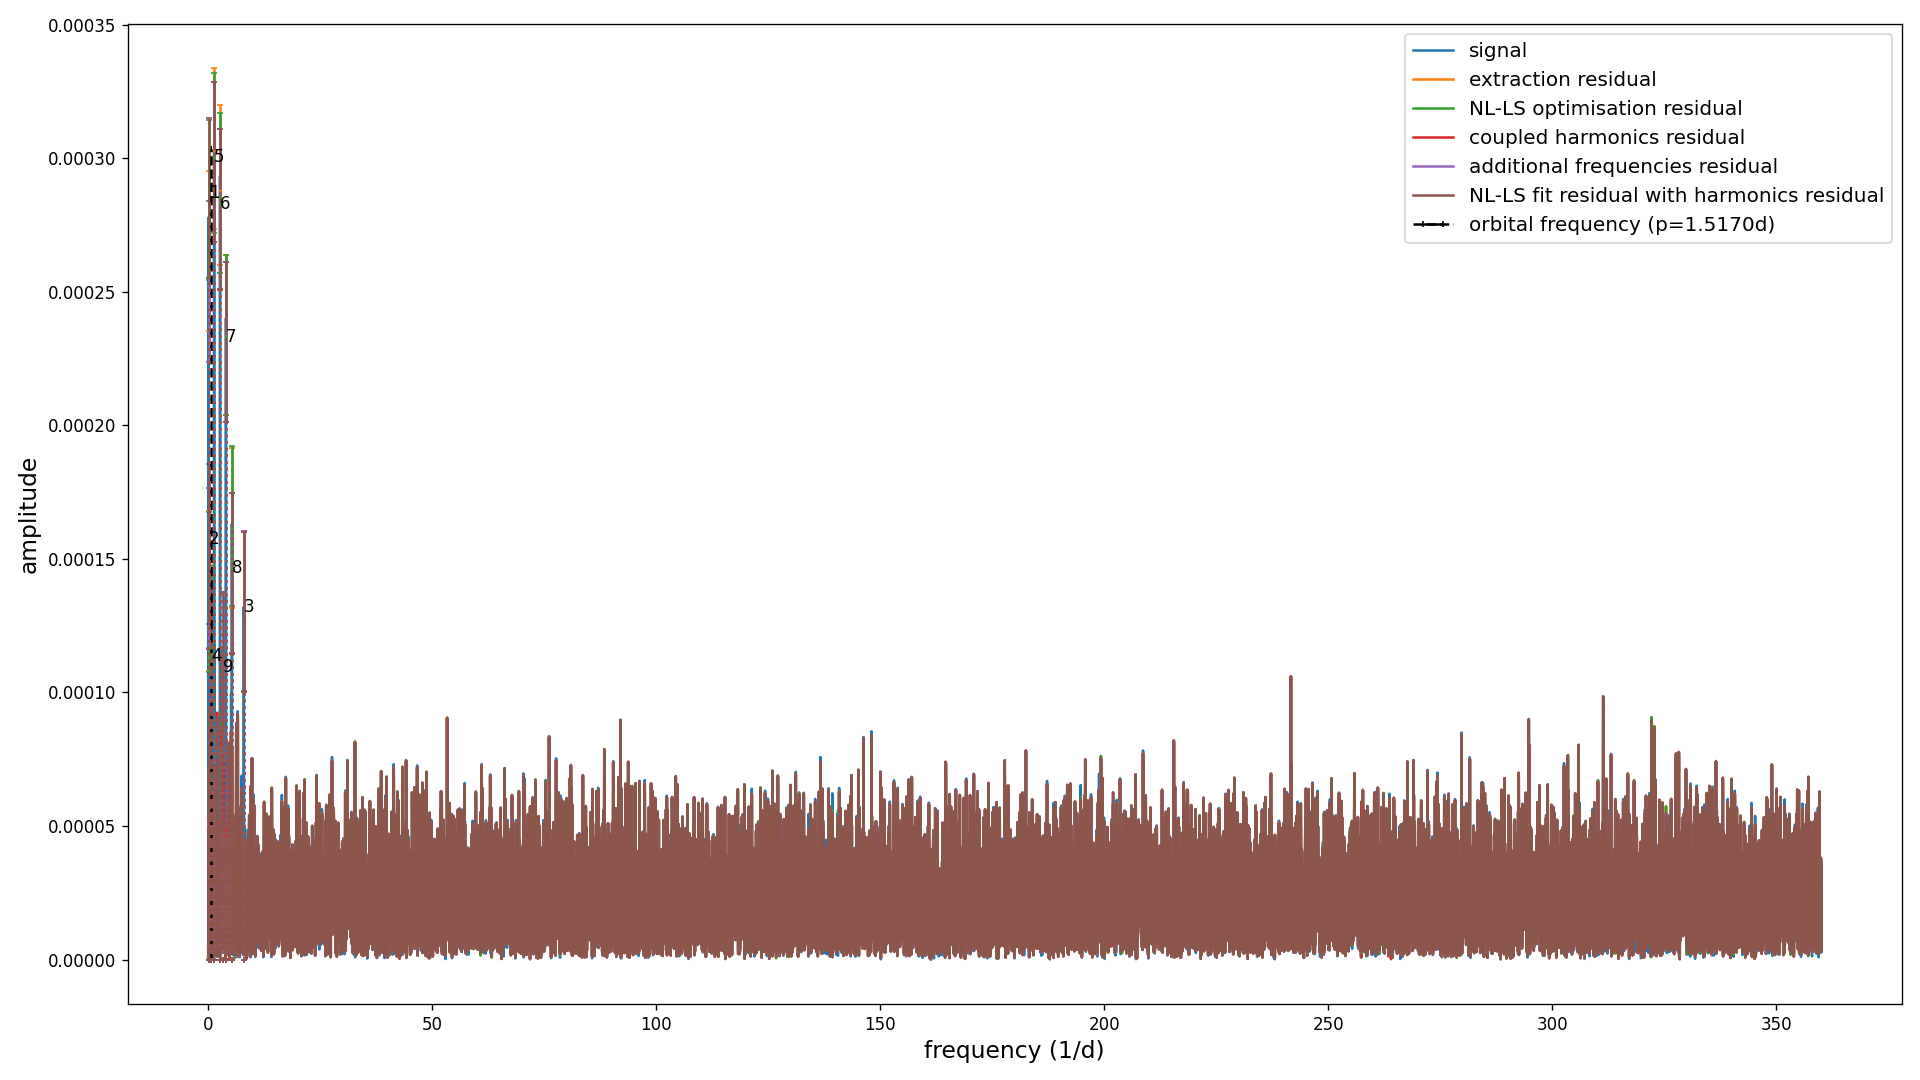 0.00035
0.00030
0.00025
0.00020
0.00015
0.00010
0.00005
0.00000
amplitude
5
6
7
2
8
3
4
9
signal
extraction residual
NL-LS optimisation residual
coupled harmonics residual
additional frequencies residual
NL-LS fit residual with harmonics residual
orbital frequency (p=1.5170d)
0 50 100 150 200 250 300 350
frequency (1/d)